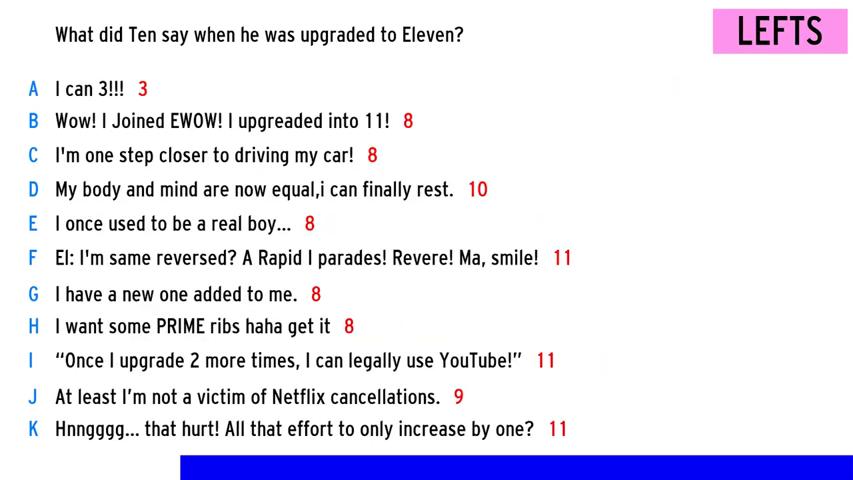 What did Ten say when he was upgraded to Eleven?
LEFTS
A I can 3!!! 3
B Wow! I Joined EWOW! I upgreaded into 11! 8
C I'm one step closer to driving my car! 8
D My body and mind are now equal,i can finally rest. 10
E I once used to be a real boy... 8
F El: I'm same reversed? A Rapid I parades! Revere! Ma, smile! 11
G I have a new one added to me. 8
H I want some PRIME ribs haha get it 8
I “Once I upgrade 2 more times, I can legally use YouTube!” 11
J At least I’m not a victim of Netflix cancellations. 9
K Hnngggg... that hurt! All that effort to only increase by one? 11